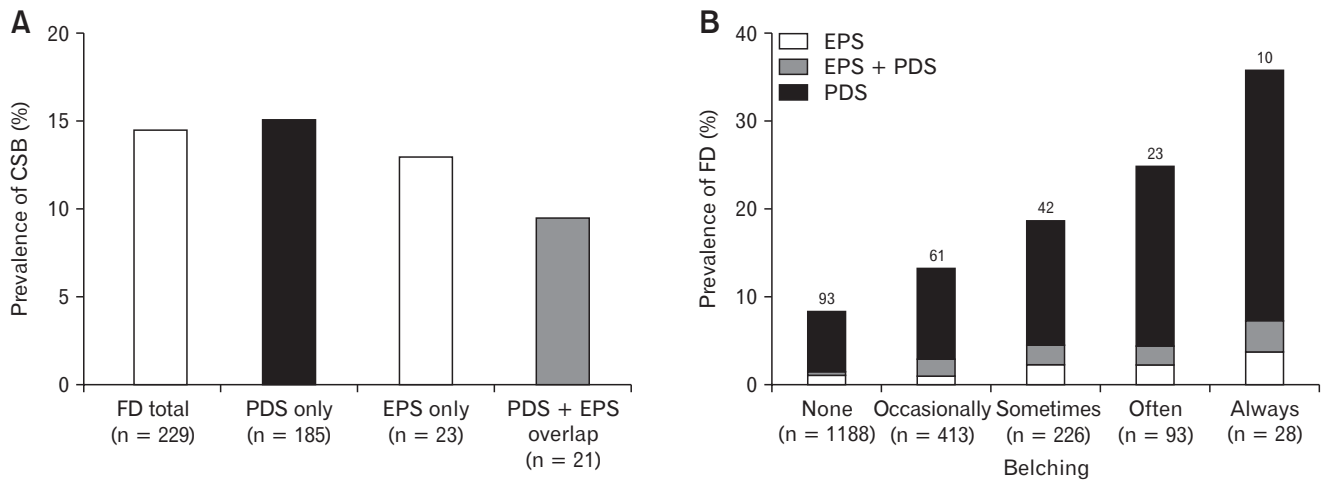 A
Prevalence of CSB (%)
20
15
10
5
0
FD total
(n = 229)
PDS only
(n = 185)
EPS only
(n = 23)
PDS + EPS
overlap
(n = 21)
B
Prevalence of FD (%)
40
30
20
10
0
EPS
EPS + PDS
PDS
93
61
42
23
10
None
(n = 1188)
Occasionally
(n = 413)
Sometimes
(n = 226)
Often
(n = 93)
Always
(n = 28)
Belching